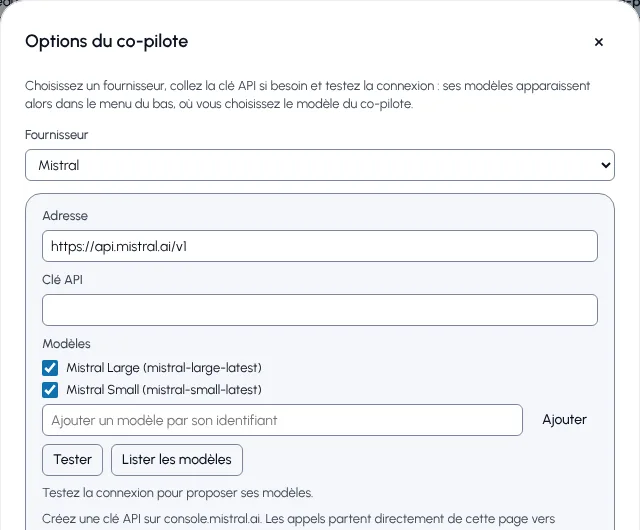 Options du co-pilote
×
Choisissez un fournisseur, collez la clé API si besoin et testez la connexion : ses modèles apparaissent
alors dans le menu du bas, où vous choisissez le modèle du co-pilote.
Fournisseur
Mistral
Adresse
https://api.mistral.ai/v1
Clé API
Modèles
Mistral Large (mistral-large-latest)
Mistral Small (mistral-small-latest)
Ajouter un modèle par son identifiant Ajouter
Tester Lister les modèles
Testez la connexion pour proposer ses modèles.
Créez une clé API sur console.mistral.ai. Les appels partent directement de cette page vers